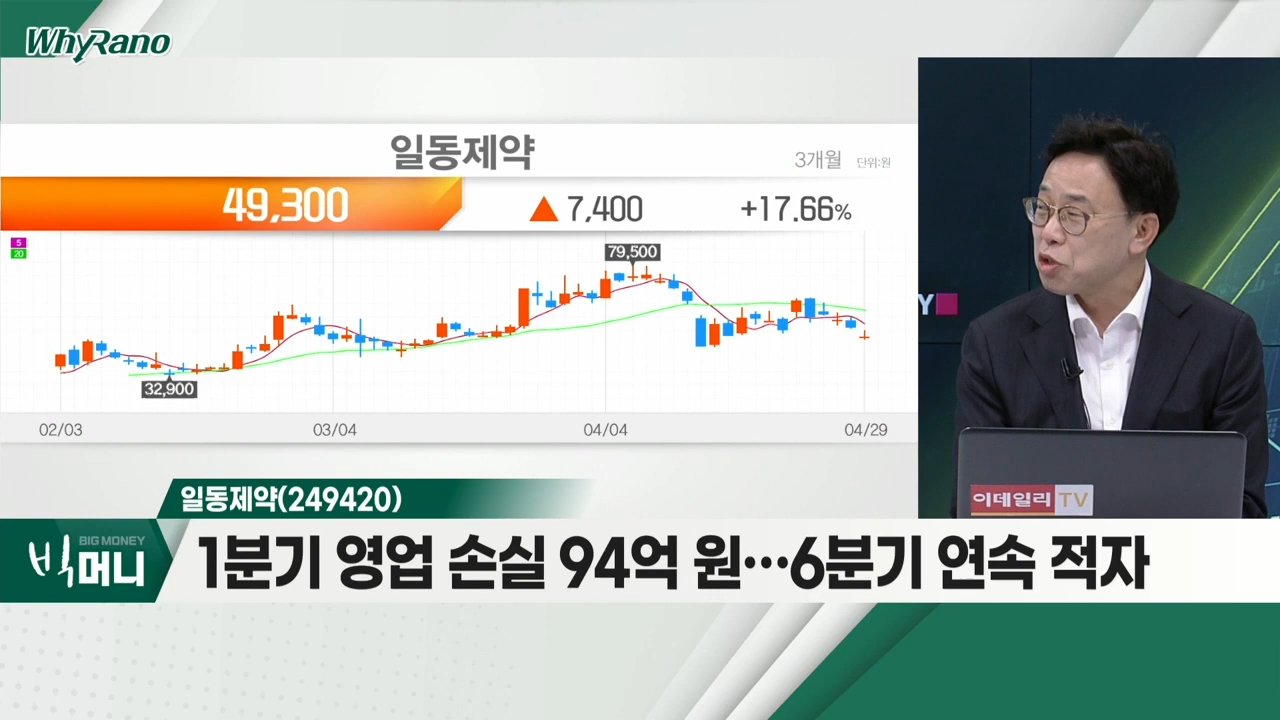 WhyRano
일동제약
3개월 단위:원
49,300 ▲ 7,400 +17.66%
5
20
79,500
32,900
02/03 03/04 04/04 04/29
Y
이데일리 TV
일동제약(249420)
BIG MONEY
빅머니
1분기 영업 손실 94억 원…6분기 연속 적자